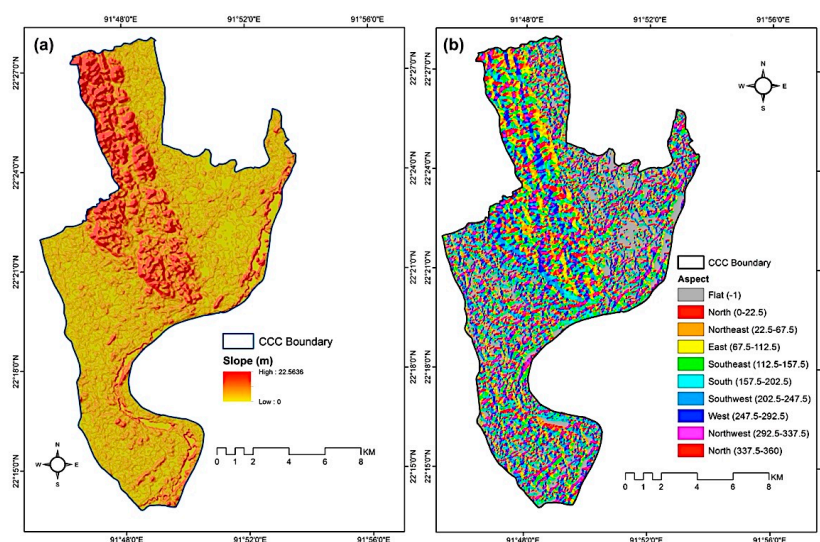 91°48'0"E 91°52'0"E 91°56'0"E
(a)
22°27'0"N
22°24'0"N
22°21'0"N
22°18'0"N
22°15'0"N
CCC Boundary
Slope (m)
High : 22.5636
Low : 0
N
W E
S
0 1 2 4 6 8
KM
91°48'0"E 91°52'0"E 91°56'0"E
91°48'0"E 91°52'0"E 91°56'0"E
(b)
22°27'0"N
22°24'0"N
22°21'0"N
22°18'0"N
22°15'0"N
N
W E
S
CCC Boundary
Aspect
Flat (-1)
North (0-22.5)
Northeast (22.5-67.5)
East (67.5-112.5)
Southeast (112.5-157.5)
South (157.5-202.5)
Southwest (202.5-247.5)
West (247.5-292.5)
Northwest (292.5-337.5)
North (337.5-360)
0 1 2 4 6 8
KM
91°48'0"E 91°52'0"E 91°56'0"E